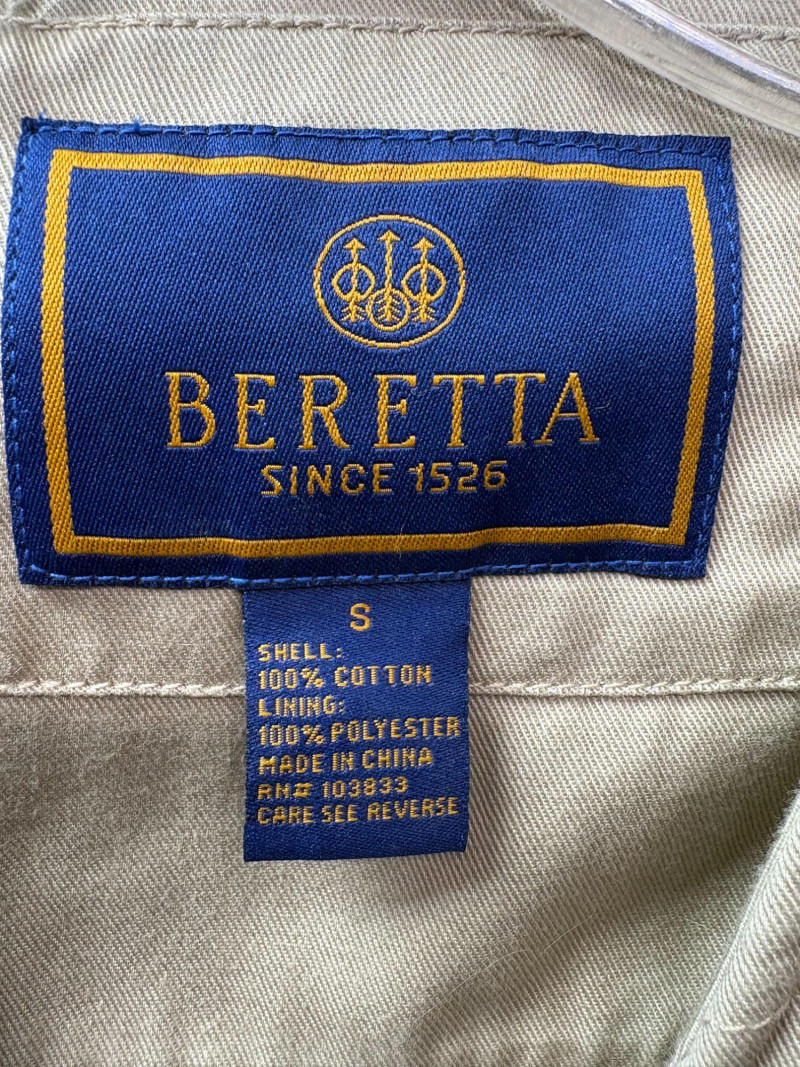 BERETTA
SINCE 1526
S
SHELL:
100% COTTON
LINING:
100% POLYESTER
MADE IN CHINA
RN# 103833
CARE SEE REVERSE